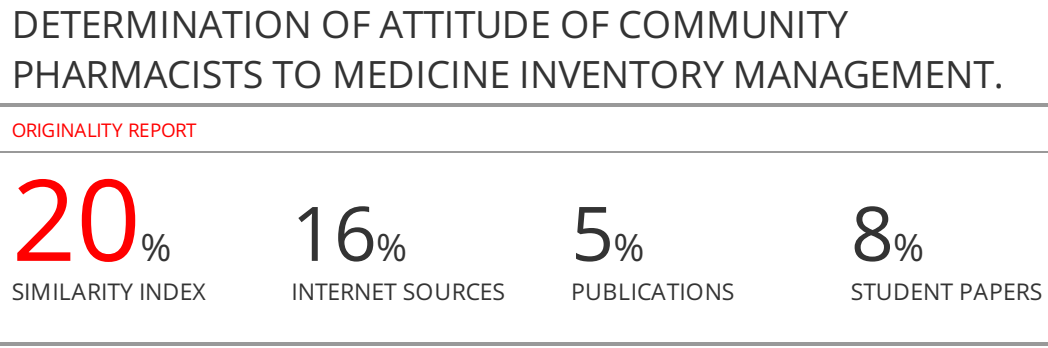 DETERMINATION OF ATTITUDE OF COMMUNITY
PHARMACISTS TO MEDICINE INVENTORY MANAGEMENT.
ORIGINALITY REPORT
20% 16% 5% 8%
SIMILARITY INDEX INTERNET SOURCES PUBLICATIONS STUDENT PAPERS